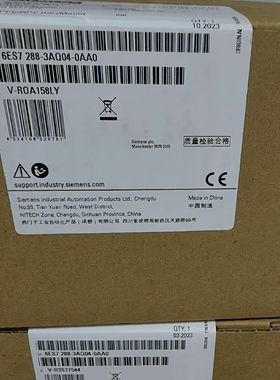 QTY: 1
10.2023
6ES7 288-3AQ04-0AA0
V-ROA158LY
Siemens plc,
质量检验合格
support.industry.siemens.com
Siemens Industrial Automation Products Ltd., Chengdu
No.99, Tian Yuan Road, West District,
HITECH Zone, Chengdu, Sichuan Province, China
Made in China
中国制造
QTY: 1
03.2023
6ES7 288-3AQ04-0AA0